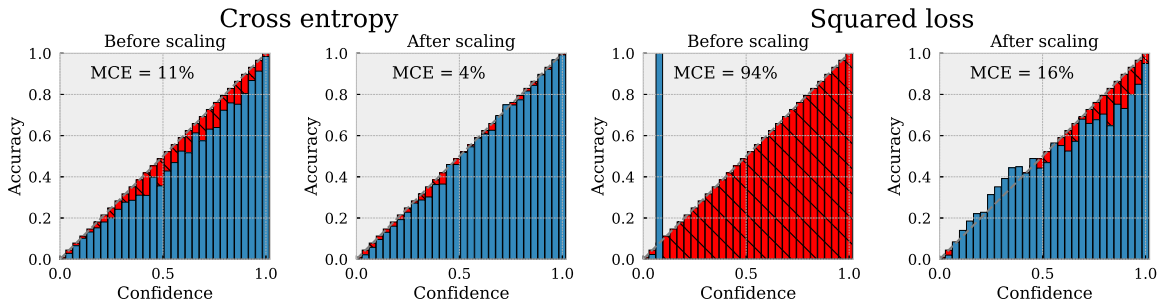 Cross entropy
Squared loss
Before scaling
After scaling
Before scaling
After scaling
MCE = 11%
MCE = 4%
MCE = 94%
MCE = 16%
Accuracy
1.0
0.8
0.6
0.4
0.2
0.0
0.0 0.5 1.0
Confidence
Accuracy
1.0
0.8
0.6
0.4
0.2
0.0
0.0 0.5 1.0
Confidence
Accuracy
1.0
0.8
0.6
0.4
0.2
0.0
0.0 0.5 1.0
Confidence
Accuracy
1.0
0.8
0.6
0.4
0.2
0.0
0.0 0.5 1.0
Confidence